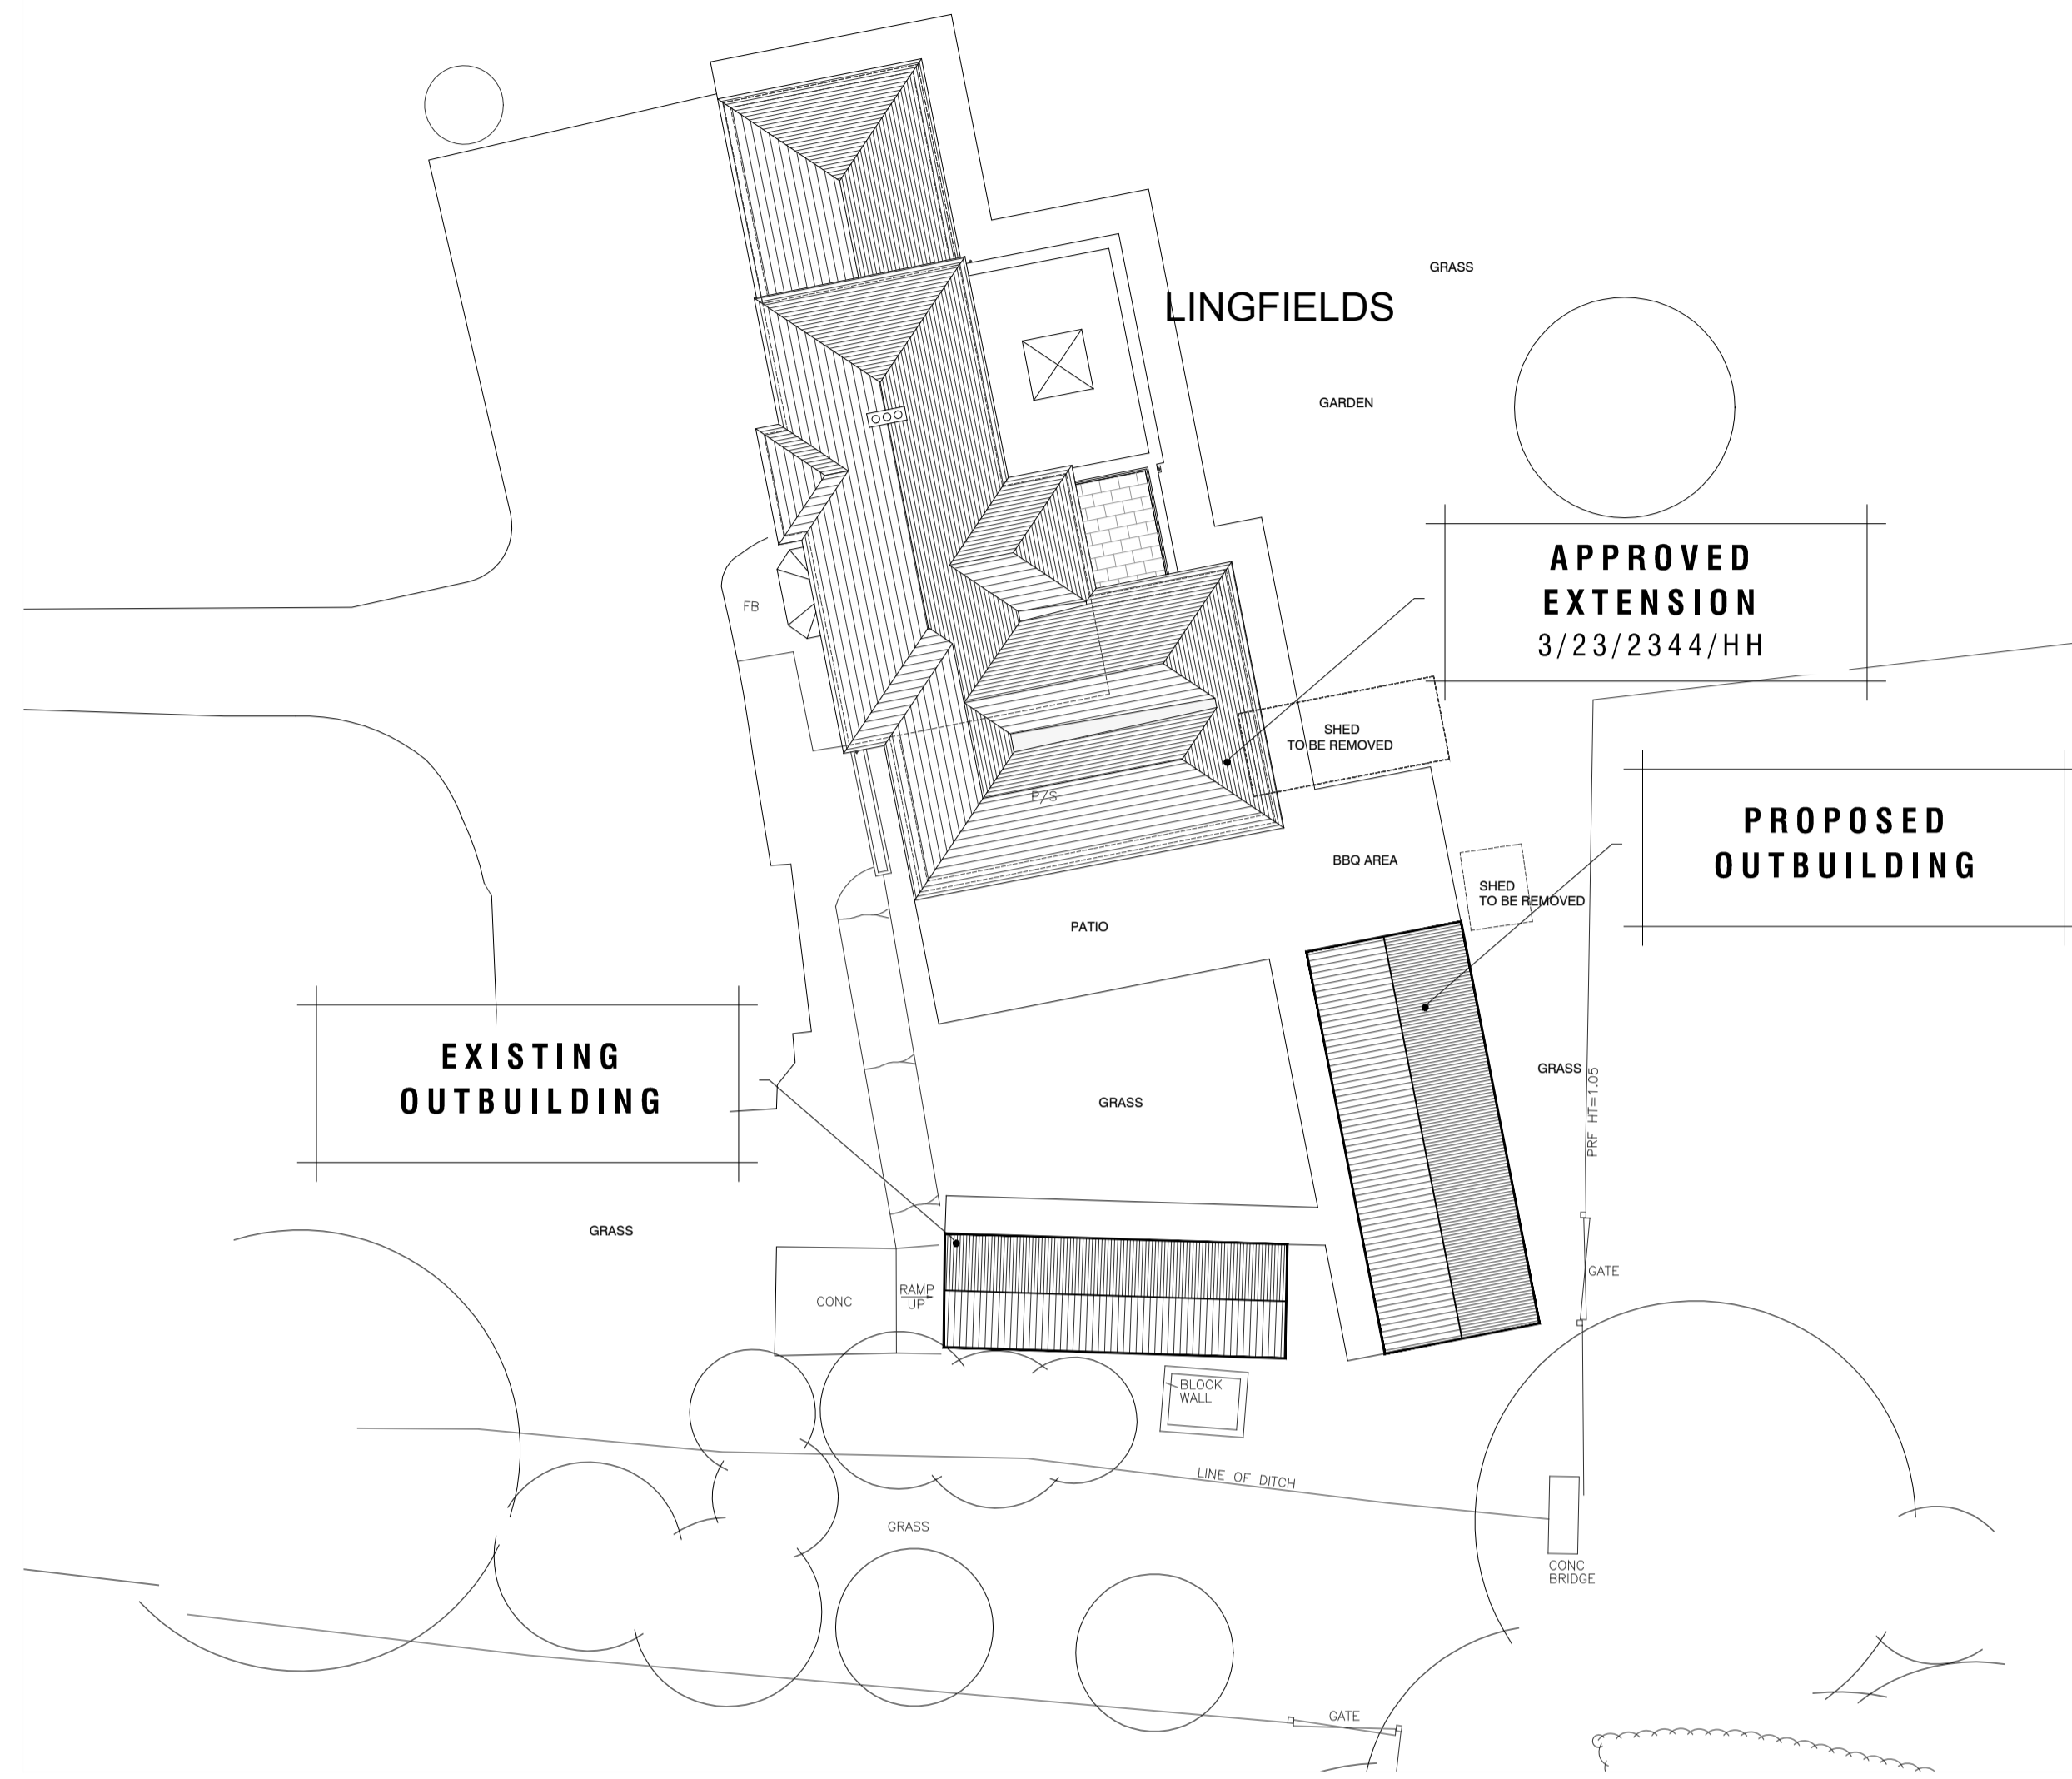 GRASS
LINGFIELDS
GARDEN
APPROVED
EXTENSION
3/23/2344/HH
FB
SHED
TO BE REMOVED
P/S
PROPOSED
OUTBUILDING
BBQ AREA
SHED
TO BE REMOVED
PATIO
EXISTING
OUTBUILDING
GRASS
GRASS
PRF HT=1.05
GRASS
GATE
CONC
RAMP
UP
BLOCK
WALL
LINE OF DITCH
GRASS
CONC
BRIDGE
GATE